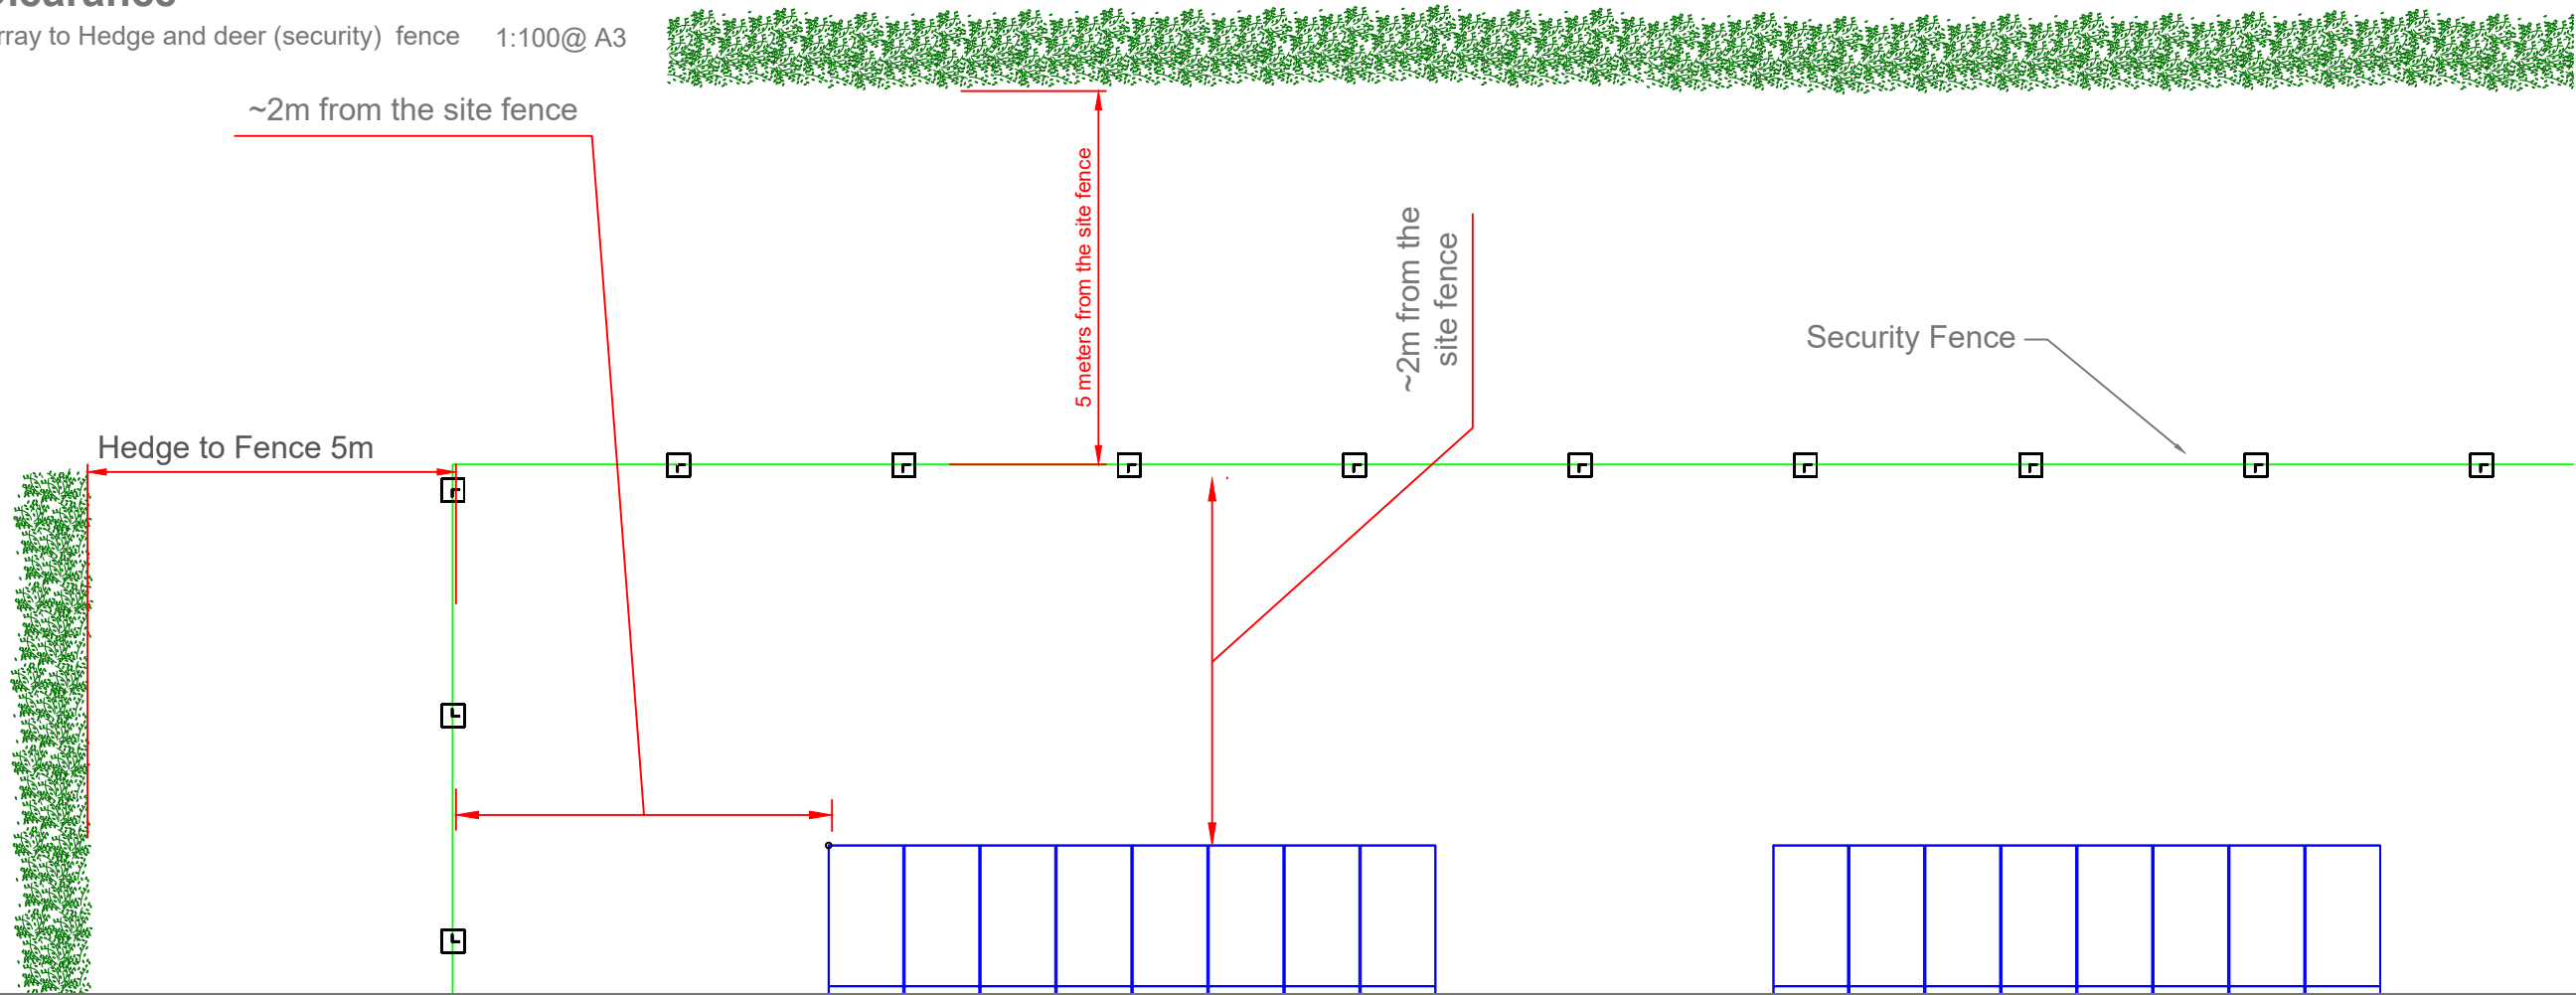 to Hedge and deer (security) fence 1:100@ A3
~2m from the site fence
5 meters from the site fence
~2m from the
site fence
Security Fence
Hedge to Fence 5m